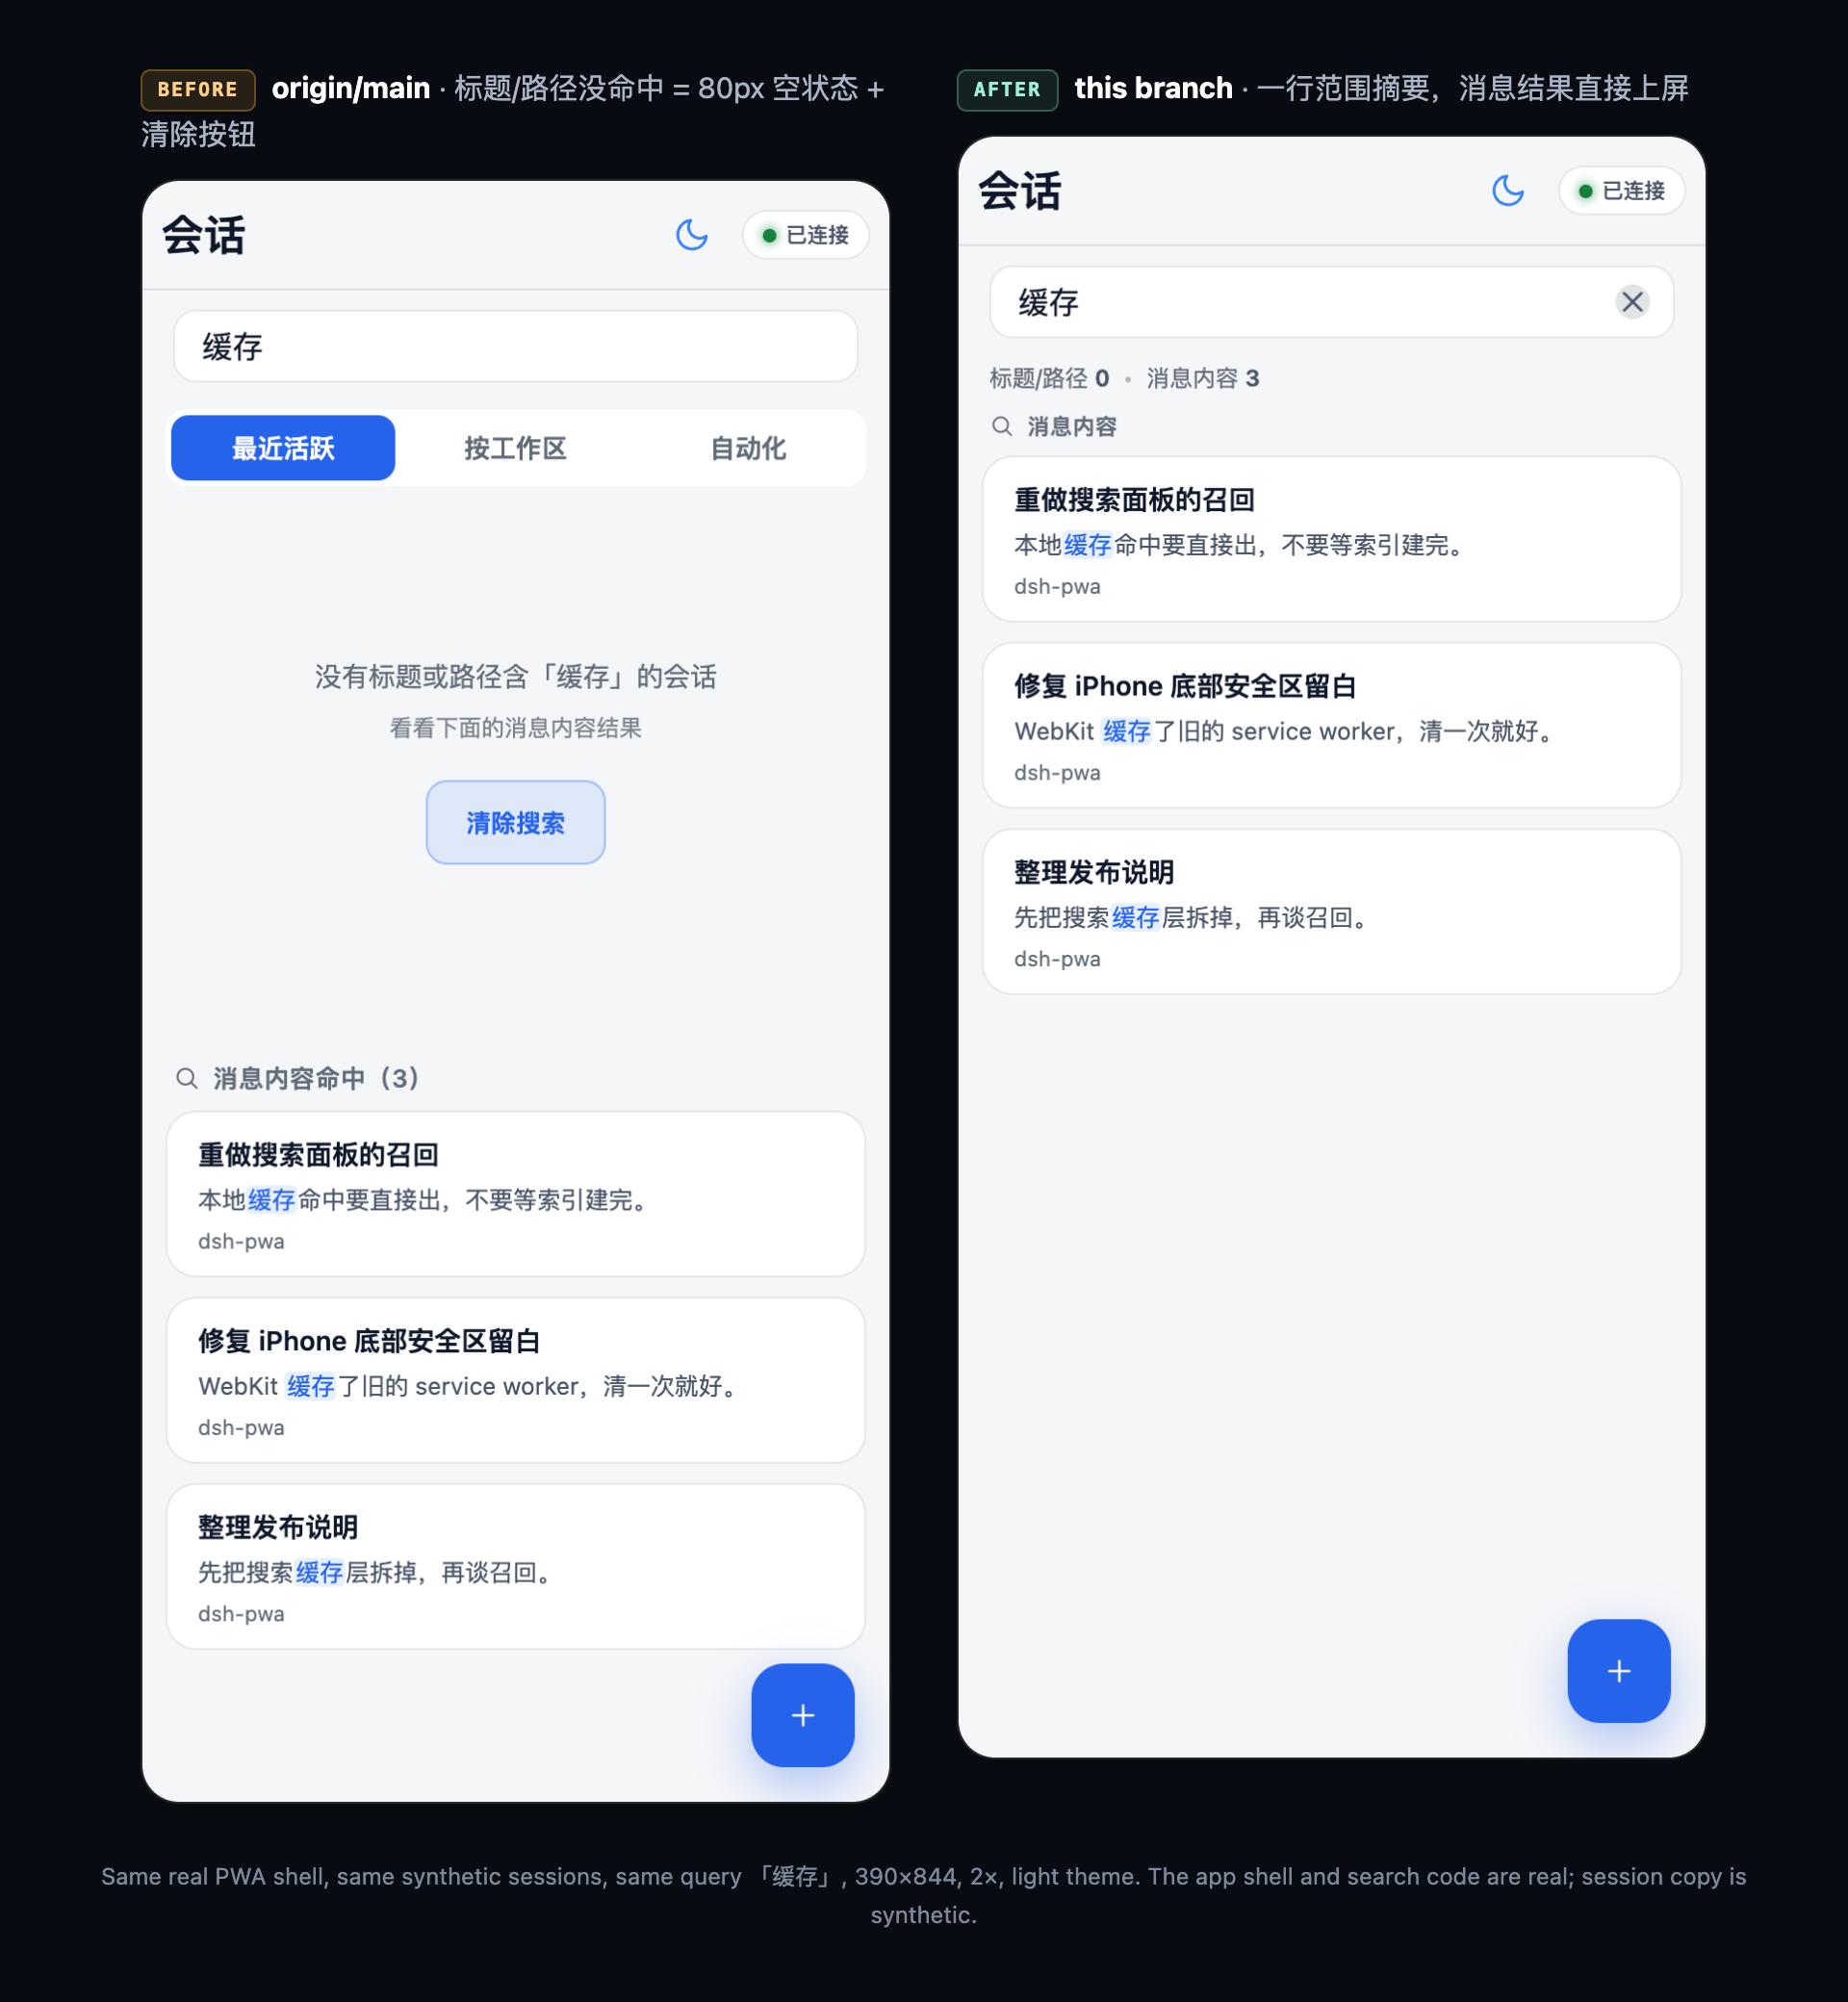 BEFORE origin/main · 标题/路径没命中 = 80px 空状态 +
清除按钮
会话
已连接
缓存
最近活跃 按工作区 自动化
没有标题或路径含「缓存」的会话
看看下面的消息内容结果
清除搜索
消息内容命中（3）
重做搜索面板的召回
本地缓存命中要直接出，不要等索引建完。
dsh-pwa
修复 iPhone 底部安全区留白
WebKit 缓存了旧的 service worker，清一次就好。
dsh-pwa
整理发布说明
先把搜索缓存层拆掉，再谈召回。
dsh-pwa
+
AFTER this branch · 一行范围摘要，消息结果直接上屏
会话
已连接
缓存
标题/路径 0 • 消息内容 3
消息内容
重做搜索面板的召回
本地缓存命中要直接出，不要等索引建完。
dsh-pwa
修复 iPhone 底部安全区留白
WebKit 缓存了旧的 service worker，清一次就好。
dsh-pwa
整理发布说明
先把搜索缓存层拆掉，再谈召回。
dsh-pwa
+
Same real PWA shell, same synthetic sessions, same query 「缓存」, 390×844, 2×, light theme. The app shell and search code are real; session copy is
synthetic.